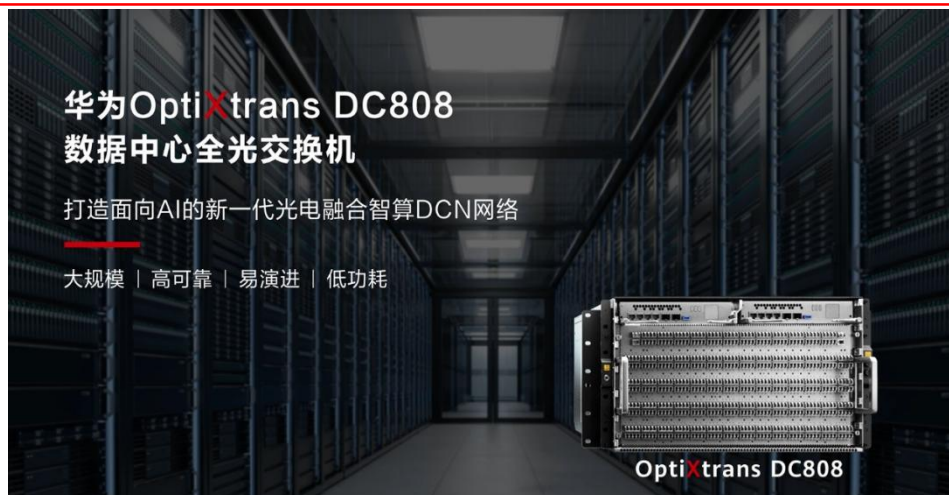 华为OptiXtrans DC808
数据中心全光交换机
打造面向AI的新一代光电融合智算DCN网络
大规模 | 高可靠 | 易演进 | 低功耗
OptiXtrans DC808